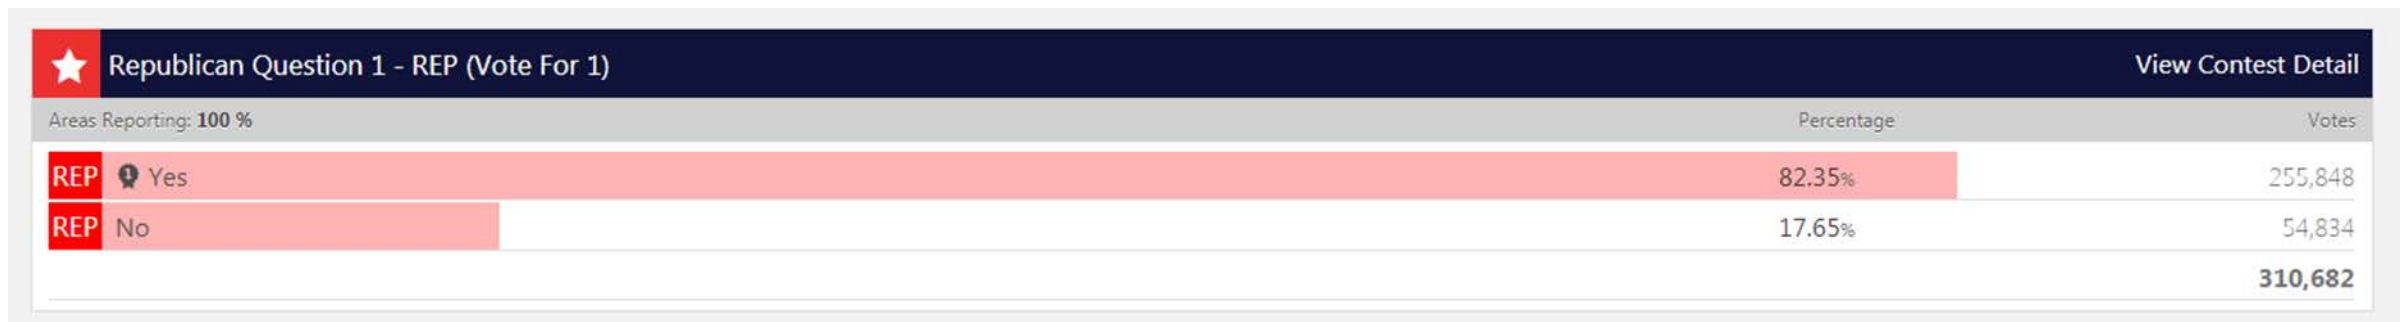 Republican Question 1 - REP (Vote For 1) View Contest Detail
Areas Reporting: 100 % Percentage Votes
REP 1 Yes 82.35% 255,848
REP No 17.65% 54,834
310,682